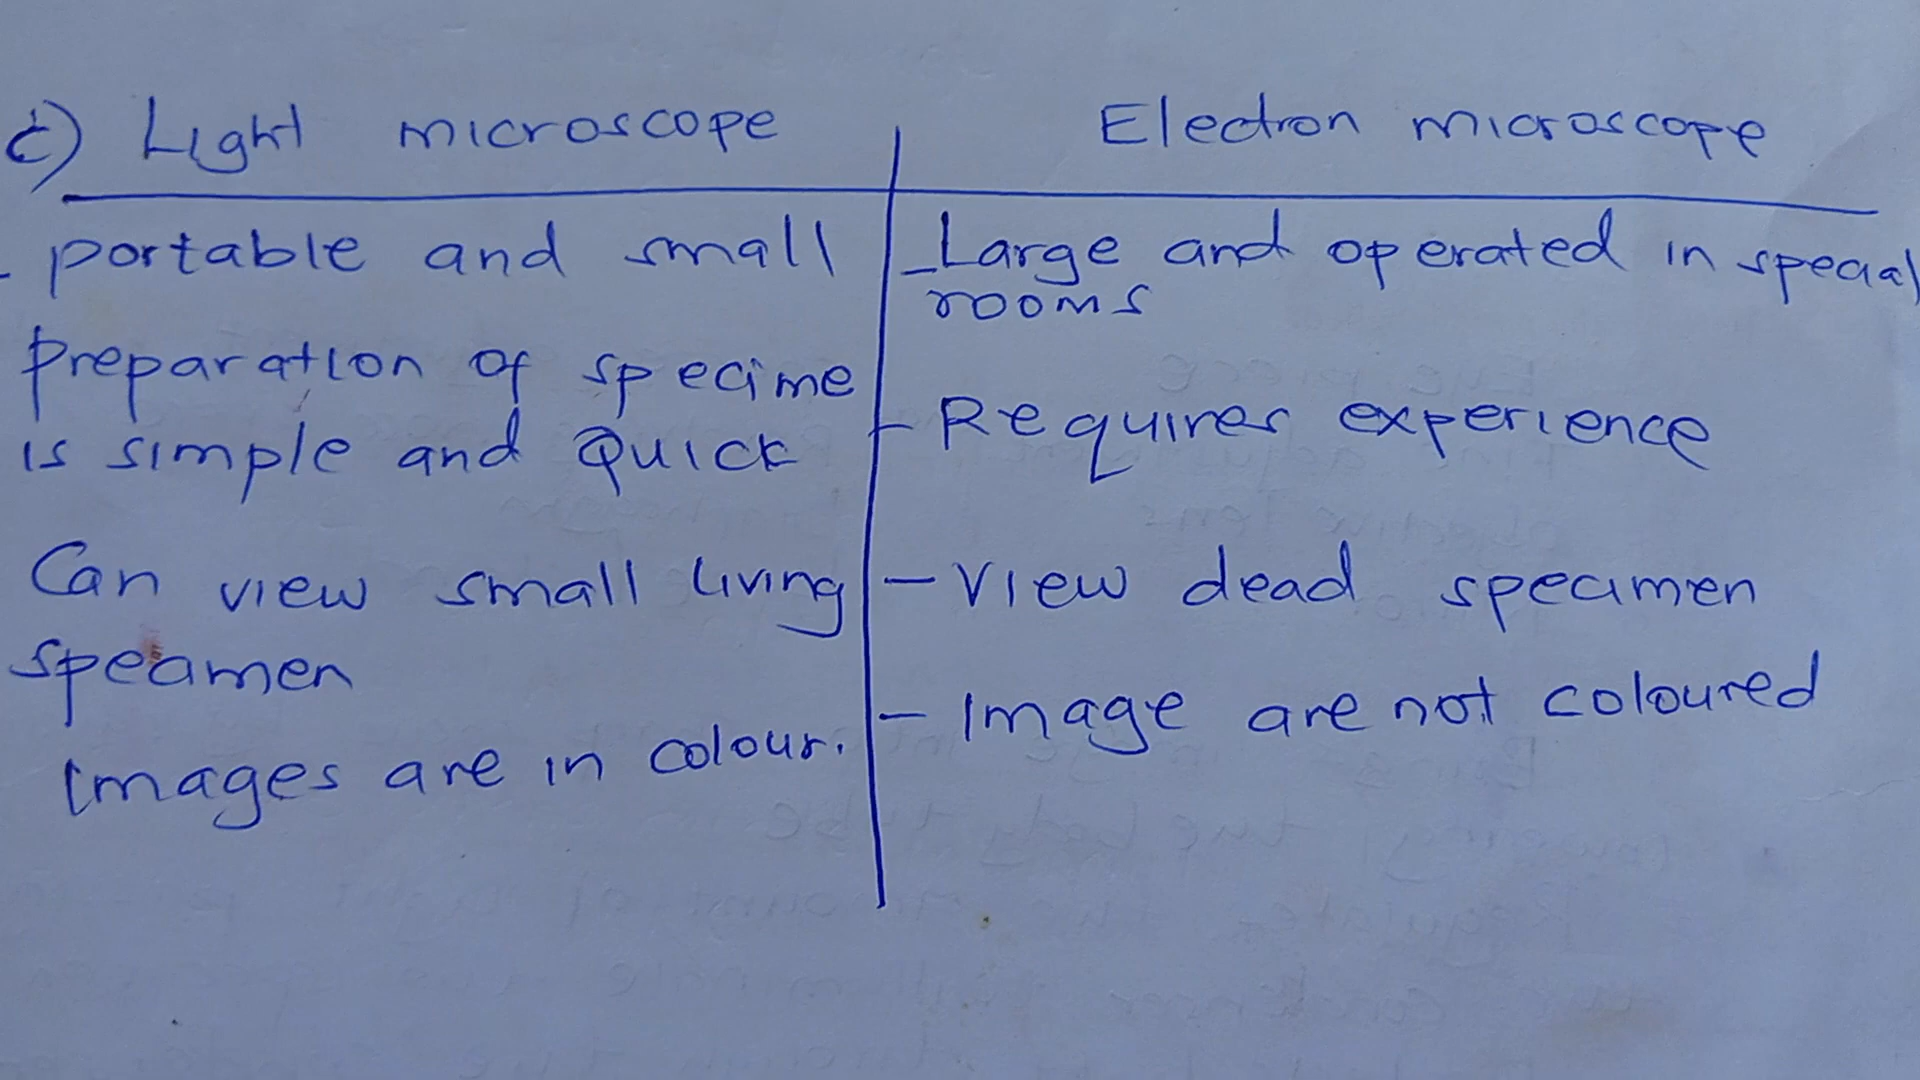 c) Light microscope | Electron microscope
- portable and small
Preparation of specime
is simple and Quick
Can view small living
specimen
Images are in colour.
- Large and operated in special
rooms
- Requires experience
- View dead specimen
- Image are not coloured